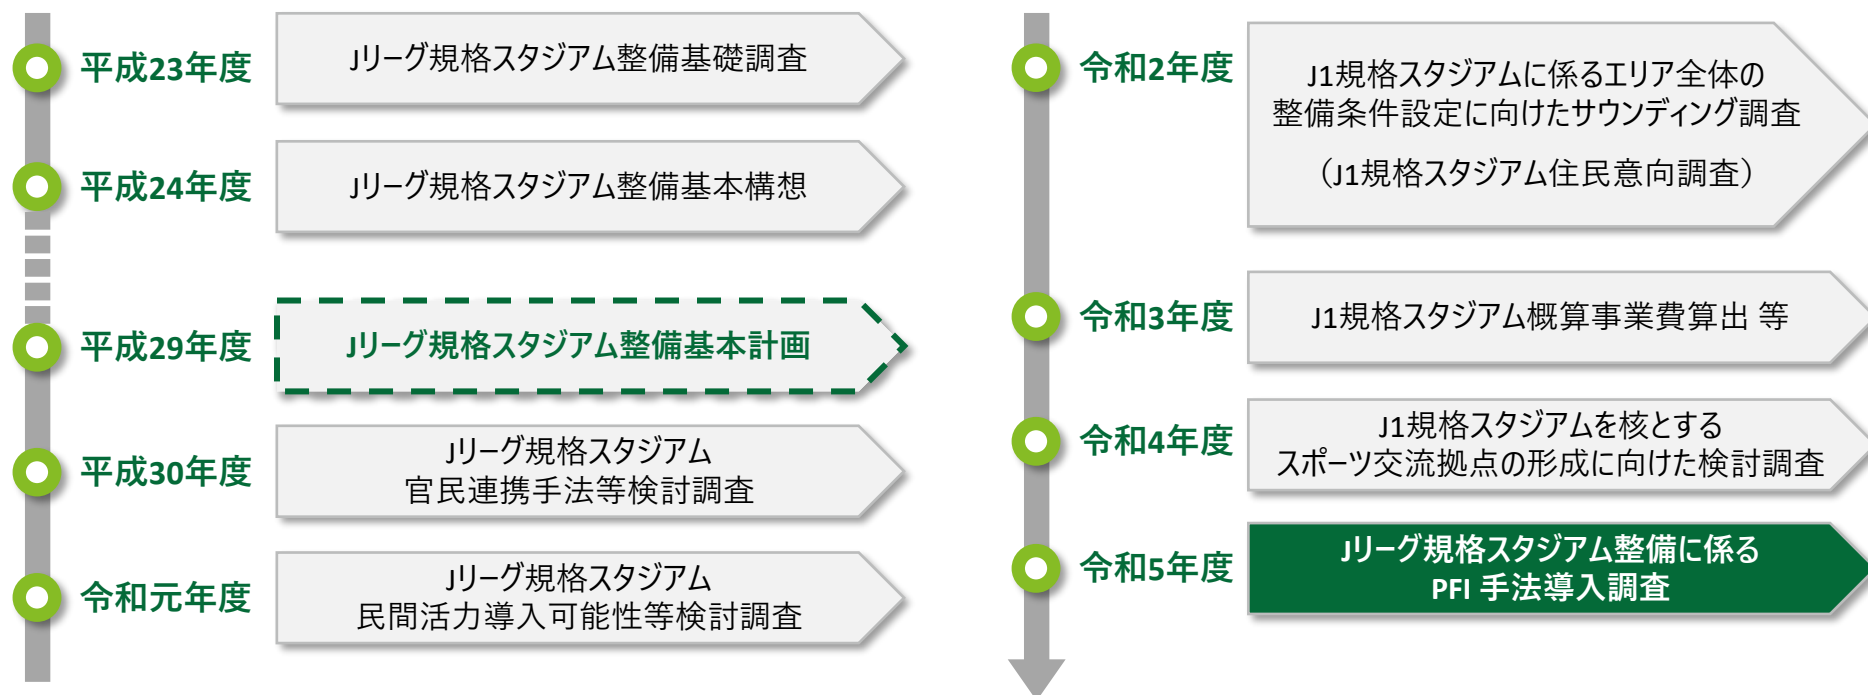 平成23年度
Jリーグ規格スタジアム整備基礎調査
平成24年度
Jリーグ規格スタジアム整備基本構想
平成29年度
Jリーグ規格スタジアム整備基本計画
平成30年度
Jリーグ規格スタジアム
官民連携手法等検討調査
令和元年度
Jリーグ規格スタジアム
民間活力導入可能性等検討調査
令和2年度
J1規格スタジアムに係るエリア全体の
整備条件設定に向けたサウンディング調査
（J1規格スタジアム住民意向調査）
令和3年度
J1規格スタジアム概算事業費算出 等
令和4年度
J1規格スタジアムを核とする
スポーツ交流拠点の形成に向けた検討調査
令和5年度
Jリーグ規格スタジアム整備に係る
PFI 手法導入調査